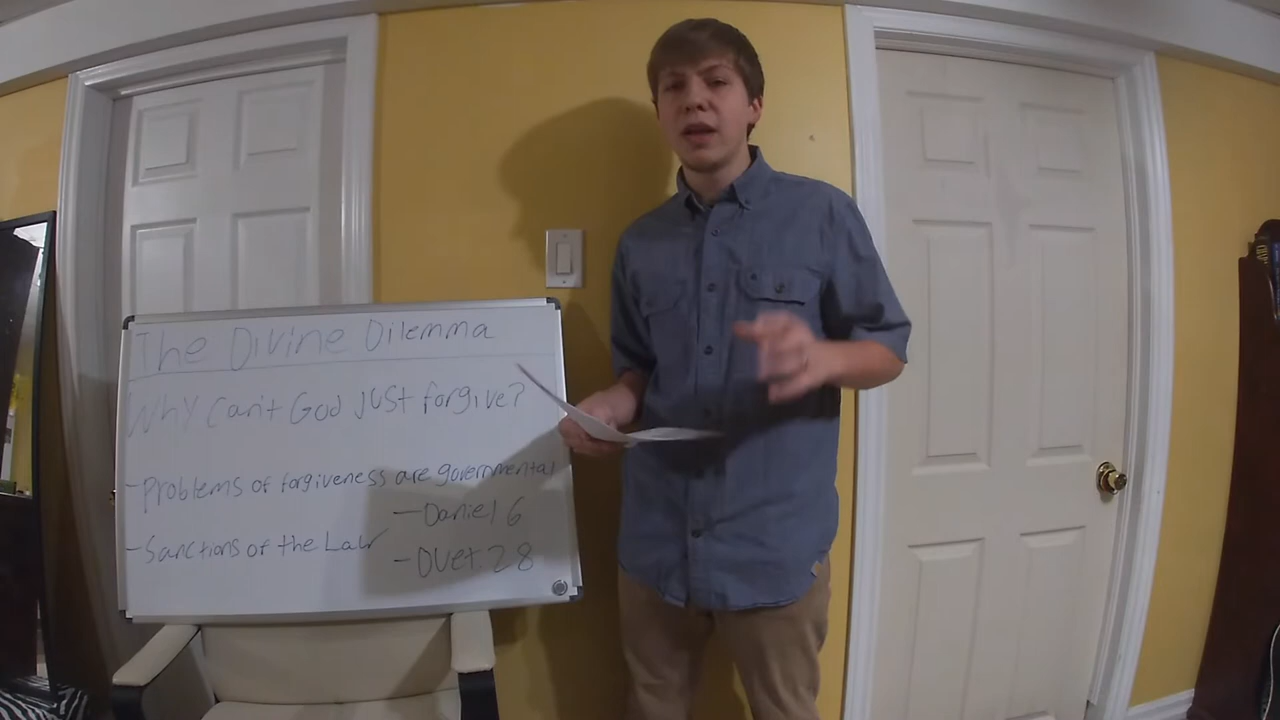 The Divine Dilemma
Why Can't God Just forgive?
-Problems of forgiveness are governmental
-Daniel 6
-Sanctions of the Law
-Duet. 28